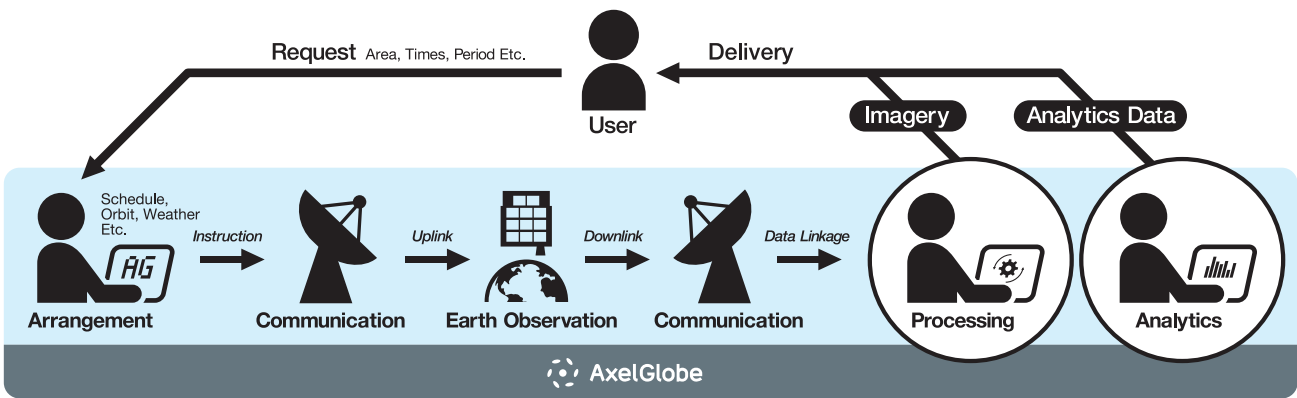 Request Area, Times, Period Etc.
Delivery
User
Imagery
Analytics Data
Schedule,
Orbit, Weather
Etc.
AG
Instruction
Uplink
Downlink
Data Linkage
Arrangement
Communication
Earth Observation
Communication
Processing
Analytics
AxelGlobe